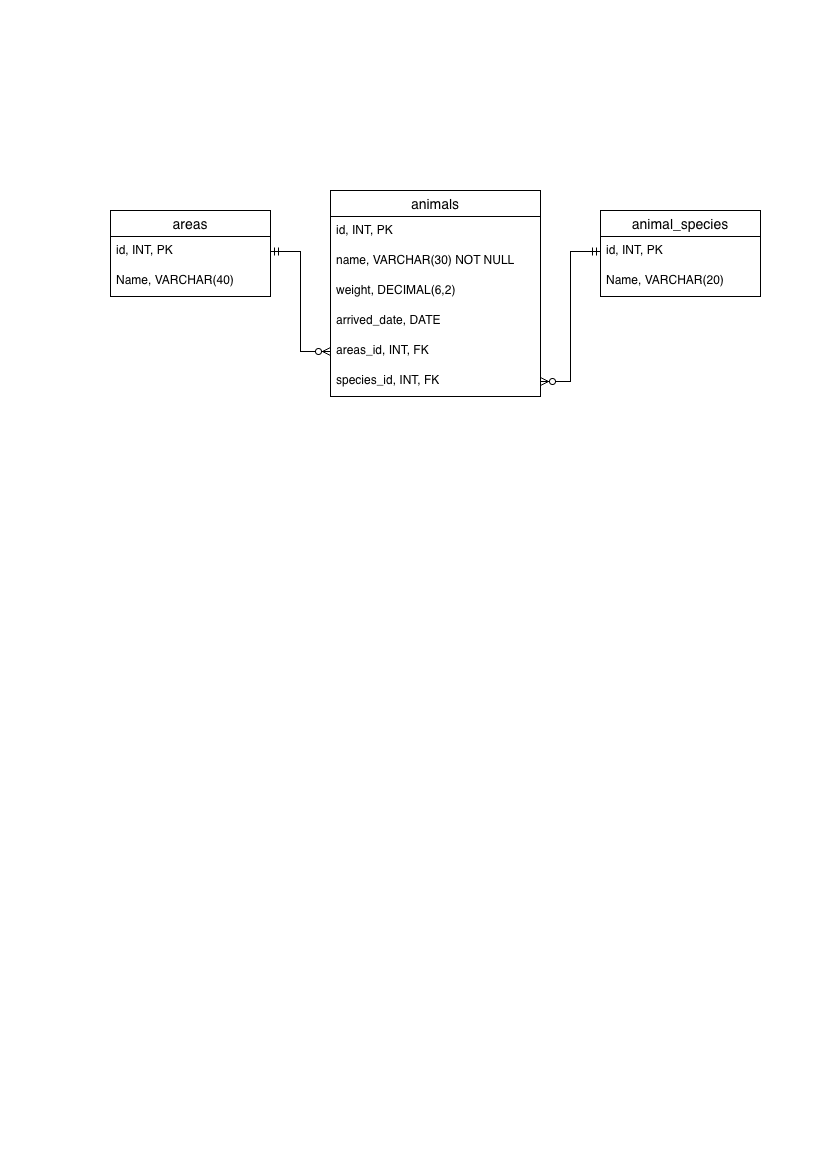 areas
id, INT, PK
Name, VARCHAR(40)
animals
id, INT, PK
name, VARCHAR(30) NOT NULL
weight, DECIMAL(6,2)
arrived_date, DATE
areas_id, INT, FK
species_id, INT, FK
animal_species
id, INT, PK
Name, VARCHAR(20)